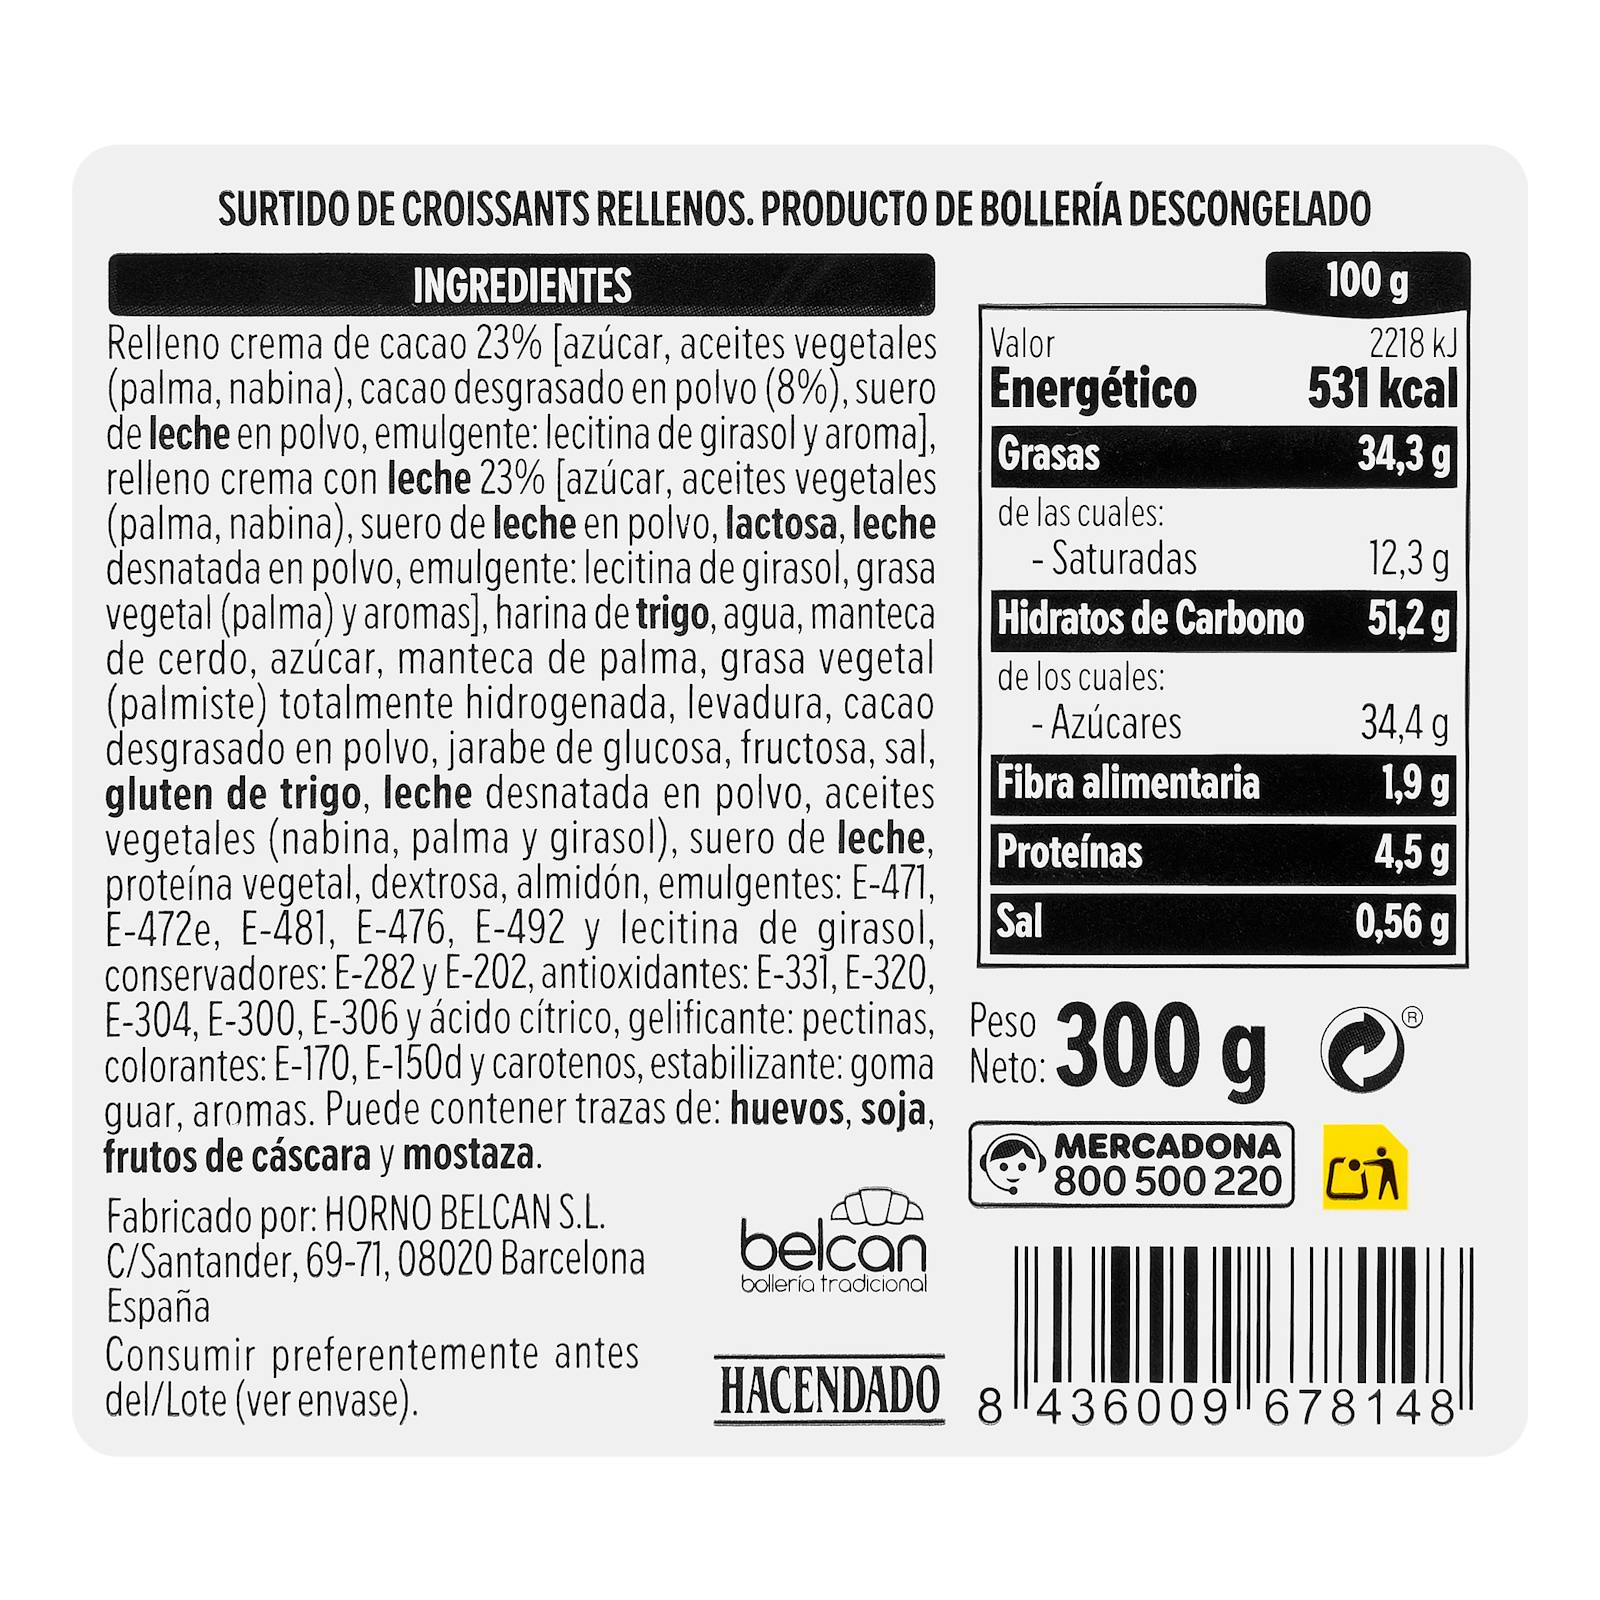 SURTIDO DE CROISSANTS RELLENOS. PRODUCTO DE BOLLERÍA DESCONGELADO
INGREDIENTES
Relleno crema de cacao 23% [azúcar, aceites vegetales
(palma, nabina), cacao desgrasado en polvo (8%), suero
de leche en polvo, emulgente: lecitina de girasol y aroma],
relleno crema con leche 23% [azúcar, aceites vegetales
(palma, nabina), suero de leche en polvo, lactosa, leche
desnatada en polvo, emulgente: lecitina de girasol, grasa
vegetal (palma) y aromas], harina de trigo, agua, manteca
de cerdo, azúcar, manteca de palma, grasa vegetal
(palmiste) totalmente hidrogenada, levadura, cacao
desgrasado en polvo, jarabe de glucosa, fructosa, sal,
gluten de trigo, leche desnatada en polvo, aceites
vegetales (nabina, palma y girasol), suero de leche,
proteína vegetal, dextrosa, almidón, emulgentes: E-471,
E-472e, E-481, E-476, E-492 y lecitina de girasol,
conservadores: E-282 y E-202, antioxidantes: E-331, E-320,
E-304, E-300, E-306 y ácido cítrico, gelificante: pectinas,
colorantes: E-170, E-150d y carotenos, estabilizante: goma
guar, aromas. Puede contener trazas de: huevos, soja,
frutos de cáscara y mostaza.
Fabricado por: HORNO BELCAN S.L.
C/Santander, 69-71, 08020 Barcelona
España
Consumir preferentemente antes
del/Lote (ver envase).
belcan
bollería tradicional
HACENDADO
100 g
Valor 2218 kJ
Energético 531 kcal
Grasas 34,3 g
de las cuales:
- Saturadas 12,3 g
Hidratos de Carbono 51,2 g
de los cuales:
- Azúcares 34,4 g
Fibra alimentaria 1,9 g
Proteínas 4,5 g
Sal 0,56 g
Peso
Neto: 300 g
®
MERCADONA
800 500 220
8 436009 678148